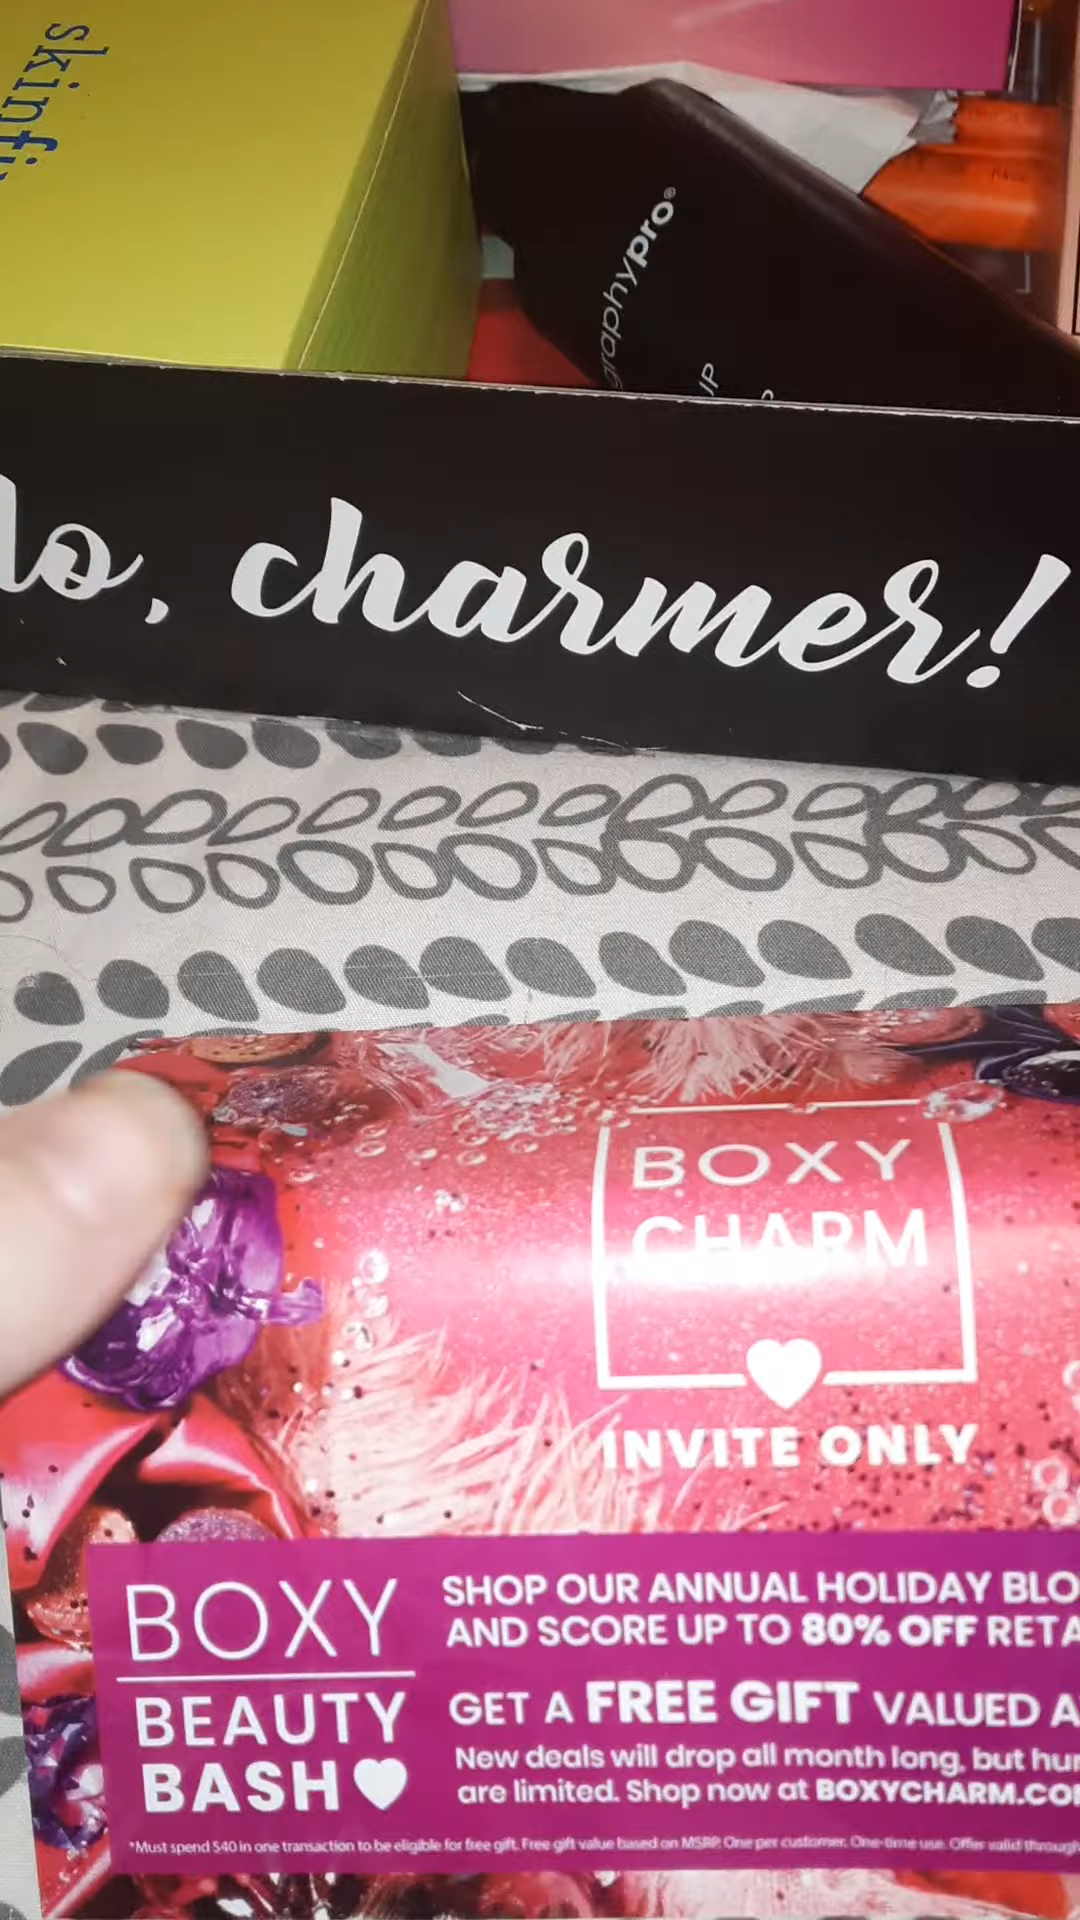 graphypro®
UP
lo, charmer!
BOXY
CHARM
INVITE ONLY
BOXY
BEAUTY
BASH
SHOP OUR ANNUAL HOLIDAY BLO
AND SCORE UP TO 80% OFF RETA
GET A FREE GIFT VALUED A
New deals will drop all month long, but hur
are limited. Shop now at BOXYCHARM.CO
*Must spend $40 in one transaction to be eligible for free gift. Free gift value based on MSRP. One per customer. One-time use. Offer valid through